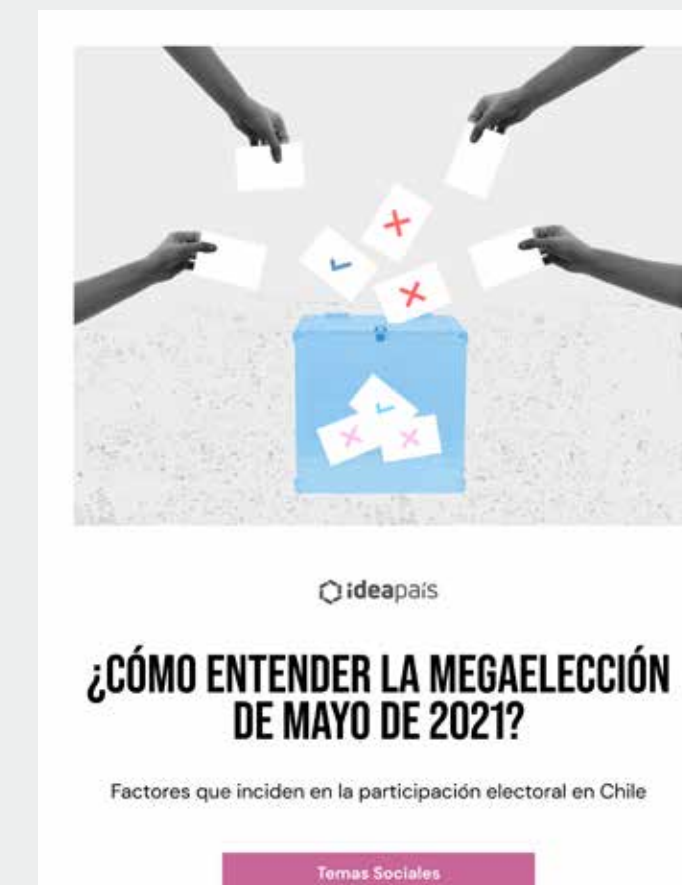 ideapaís
¿CÓMO ENTENDER LA MEGAELECCIÓN
DE MAYO DE 2021?
Factores que inciden en la participación electoral en Chile
Temas Sociales